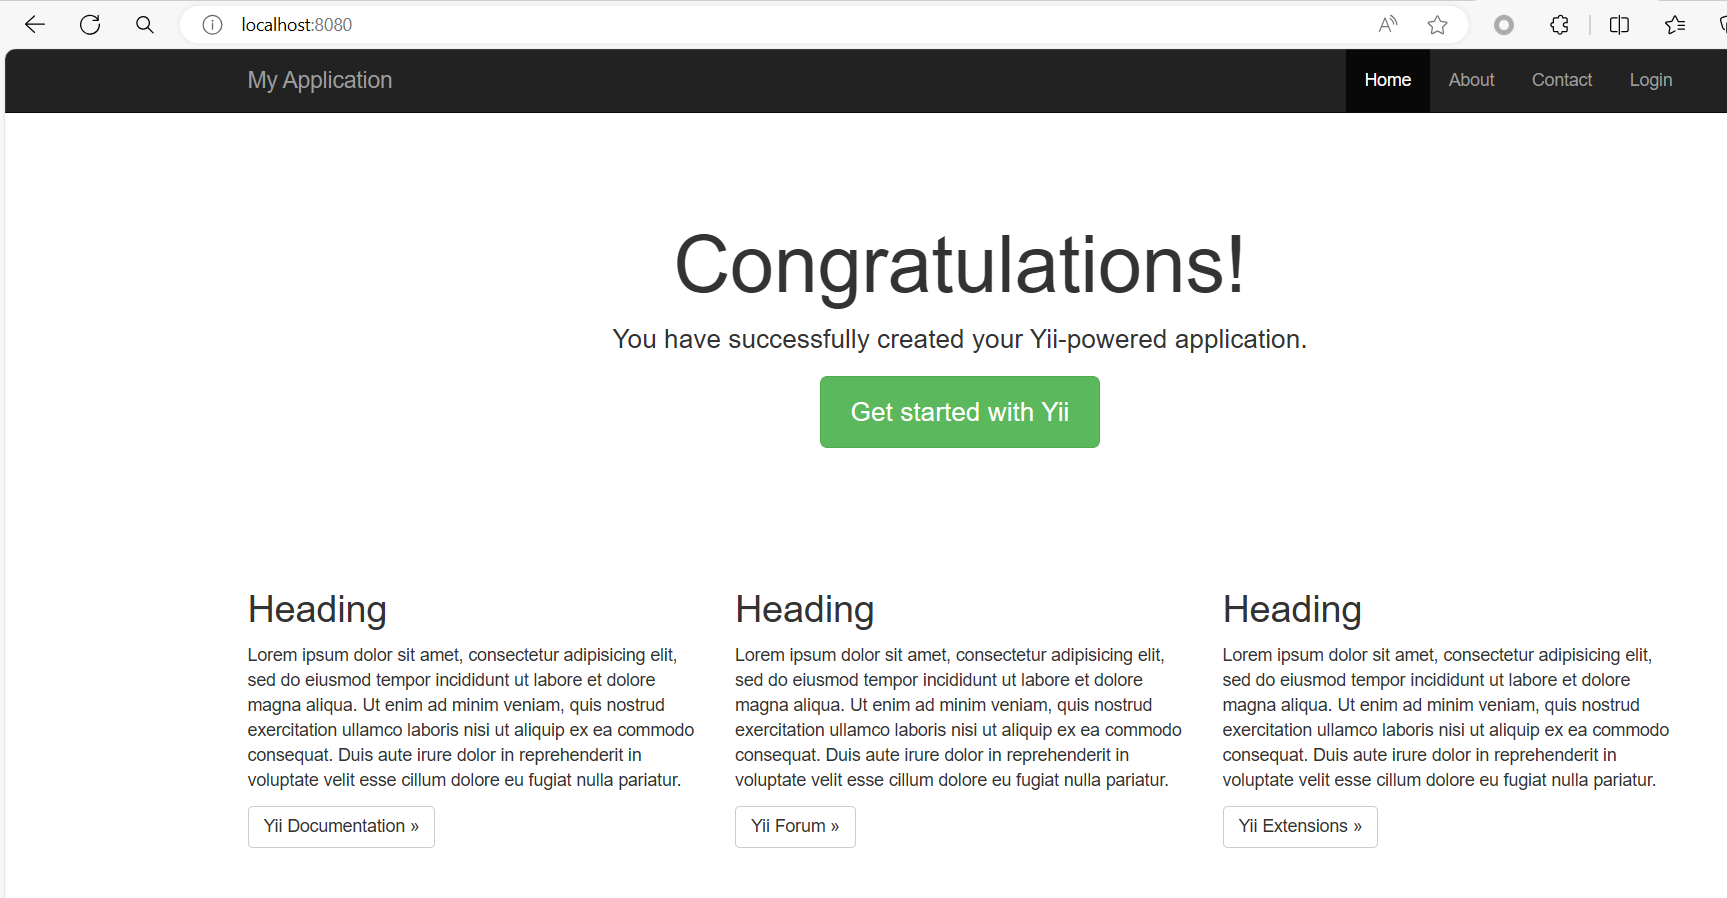 localhost:8080
My Application
Home About Contact Login
Congratulations!
You have successfully created your Yii-powered application.
Get started with Yii
Heading
Lorem ipsum dolor sit amet, consectetur adipisicing elit,
sed do eiusmod tempor incididunt ut labore et dolore
magna aliqua. Ut enim ad minim veniam, quis nostrud
exercitation ullamco laboris nisi ut aliquip ex ea commodo
consequat. Duis aute irure dolor in reprehenderit in
voluptate velit esse cillum dolore eu fugiat nulla pariatur.
Yii Documentation »
Heading
Lorem ipsum dolor sit amet, consectetur adipisicing elit,
sed do eiusmod tempor incididunt ut labore et dolore
magna aliqua. Ut enim ad minim veniam, quis nostrud
exercitation ullamco laboris nisi ut aliquip ex ea commodo
consequat. Duis aute irure dolor in reprehenderit in
voluptate velit esse cillum dolore eu fugiat nulla pariatur.
Yii Forum »
Heading
Lorem ipsum dolor sit amet, consectetur adipisicing elit,
sed do eiusmod tempor incididunt ut labore et dolore
magna aliqua. Ut enim ad minim veniam, quis nostrud
exercitation ullamco laboris nisi ut aliquip ex ea commodo
consequat. Duis aute irure dolor in reprehenderit in
voluptate velit esse cillum dolore eu fugiat nulla pariatur.
Yii Extensions »